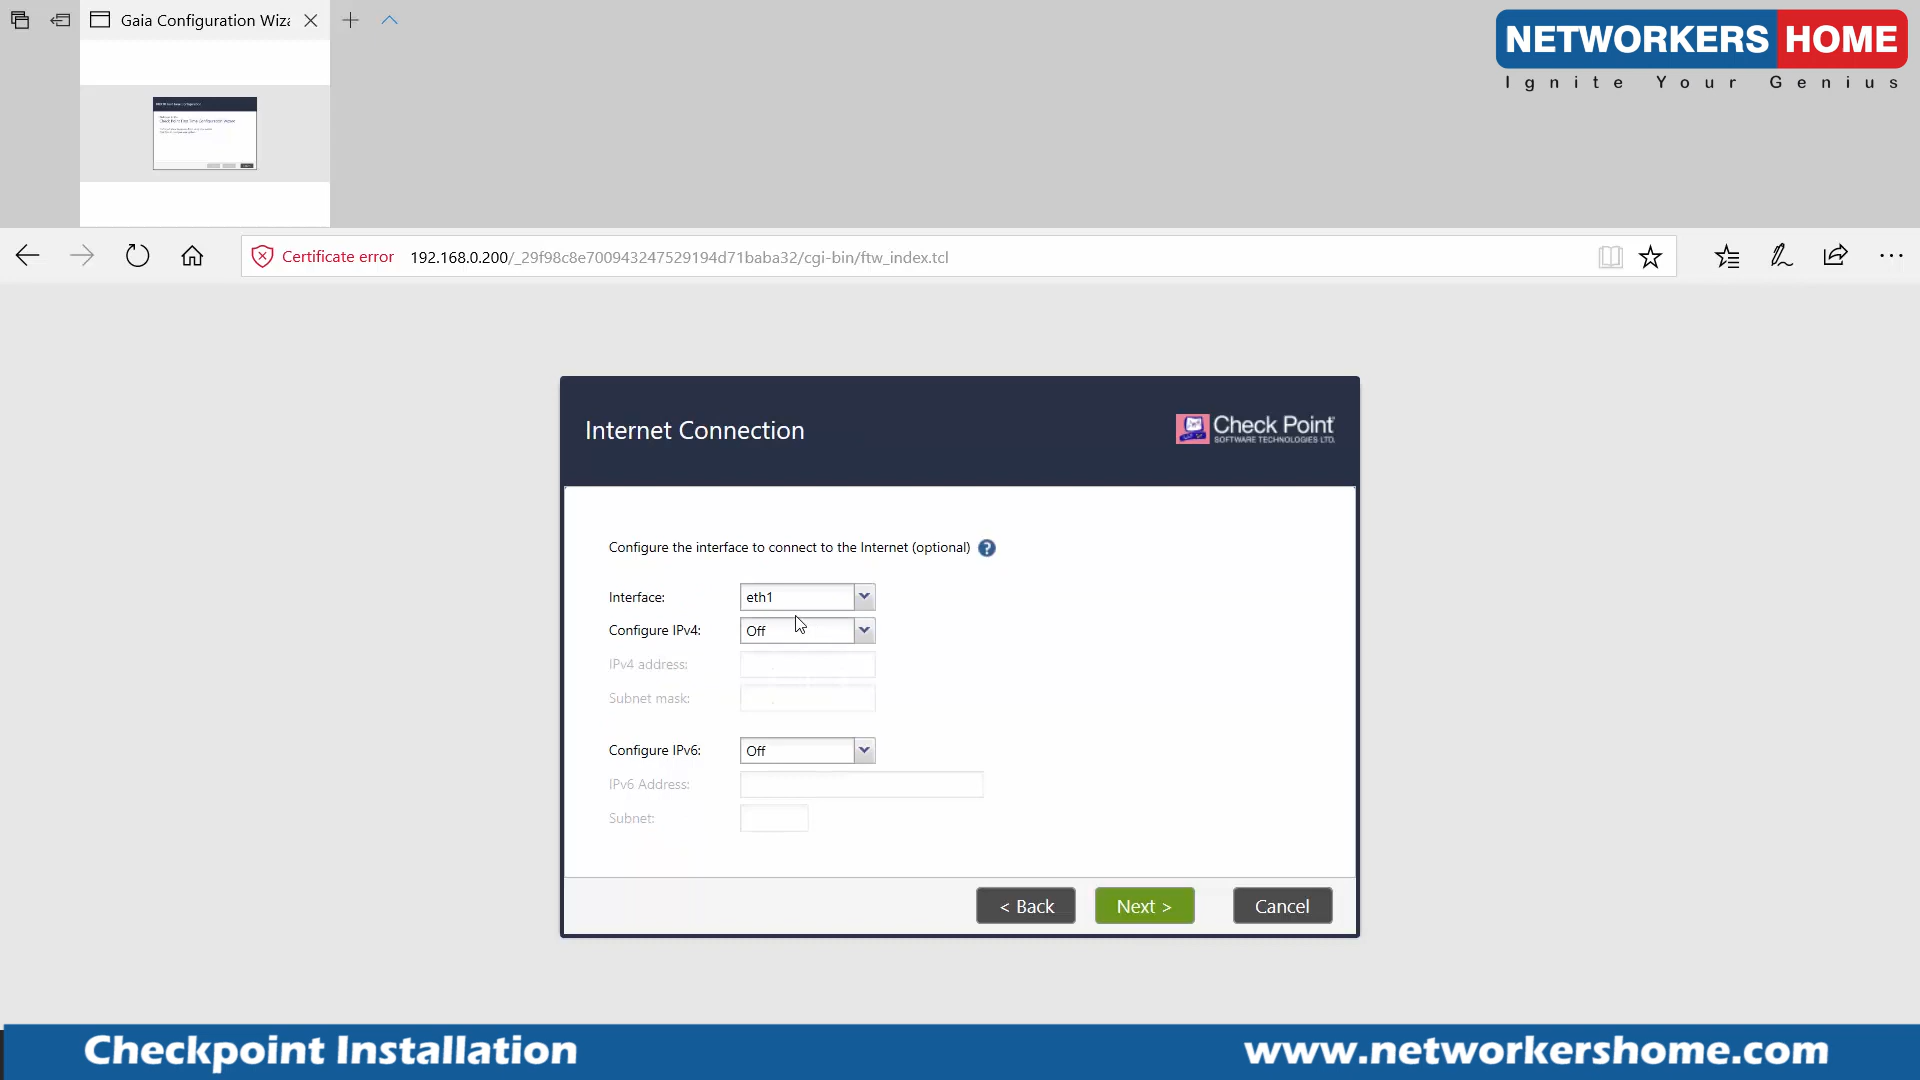 Gaia Configuration Wiza
NETWORKERS HOME
Ignite Your Genius
Certificate error 192.168.0.200/_29f98c8e700943247529194d71baba32/cgi-bin/ftw_index.tcl
Internet Connection
Check Point
SOFTWARE TECHNOLOGIES LTD.
Configure the interface to connect to the Internet (optional) ?
Interface: eth1
Configure IPv4: Off
IPv4 address:
Subnet mask:
Configure IPv6: Off
IPv6 Address:
Subnet:
< Back Next > Cancel
Checkpoint Installation www.networkershome.com